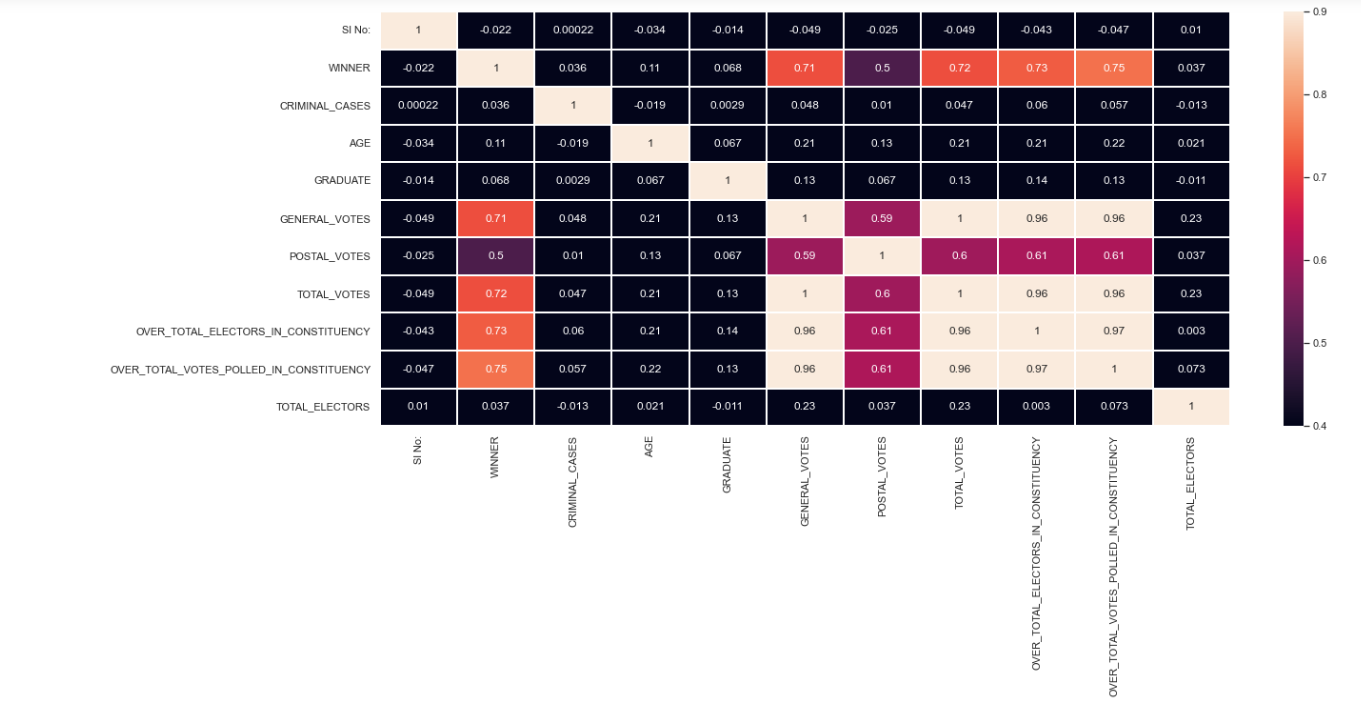 SI No: 1 -0.022 0.00022 -0.034 -0.014 -0.049 -0.025 -0.049 -0.043 -0.047 0.01
WINNER -0.022 1 0.036 0.11 0.068 0.71 0.5 0.72 0.73 0.75 0.037
CRIMINAL_CASES 0.00022 0.036 1 -0.019 0.0029 0.048 0.01 0.047 0.06 0.057 -0.013
AGE -0.034 0.11 -0.019 1 0.067 0.21 0.13 0.21 0.21 0.22 0.021
GRADUATE -0.014 0.068 0.0029 0.067 1 0.13 0.067 0.13 0.14 0.13 -0.011
GENERAL_VOTES -0.049 0.71 0.048 0.21 0.13 1 0.59 1 0.96 0.96 0.23
POSTAL_VOTES -0.025 0.5 0.01 0.13 0.067 0.59 1 0.6 0.61 0.61 0.037
TOTAL_VOTES -0.049 0.72 0.047 0.21 0.13 1 0.6 1 0.96 0.96 0.23
OVER_TOTAL_ELECTORS_IN_CONSTITUENCY -0.043 0.73 0.06 0.21 0.14 0.96 0.61 0.96 1 0.97 0.003
OVER_TOTAL_VOTES_POLLED_IN_CONSTITUENCY -0.047 0.75 0.057 0.22 0.13 0.96 0.61 0.96 0.97 1 0.073
TOTAL_ELECTORS 0.01 0.037 -0.013 0.021 -0.011 0.23 0.037 0.23 0.003 0.073 1
SI No:
WINNER
CRIMINAL_CASES
AGE
GRADUATE
GENERAL_VOTES
POSTAL_VOTES
TOTAL_VOTES
OVER_TOTAL_ELECTORS_IN_CONSTITUENCY
OVER_TOTAL_VOTES_POLLED_IN_CONSTITUENCY
TOTAL_ELECTORS
0.9
0.8
0.7
0.6
0.5
0.4